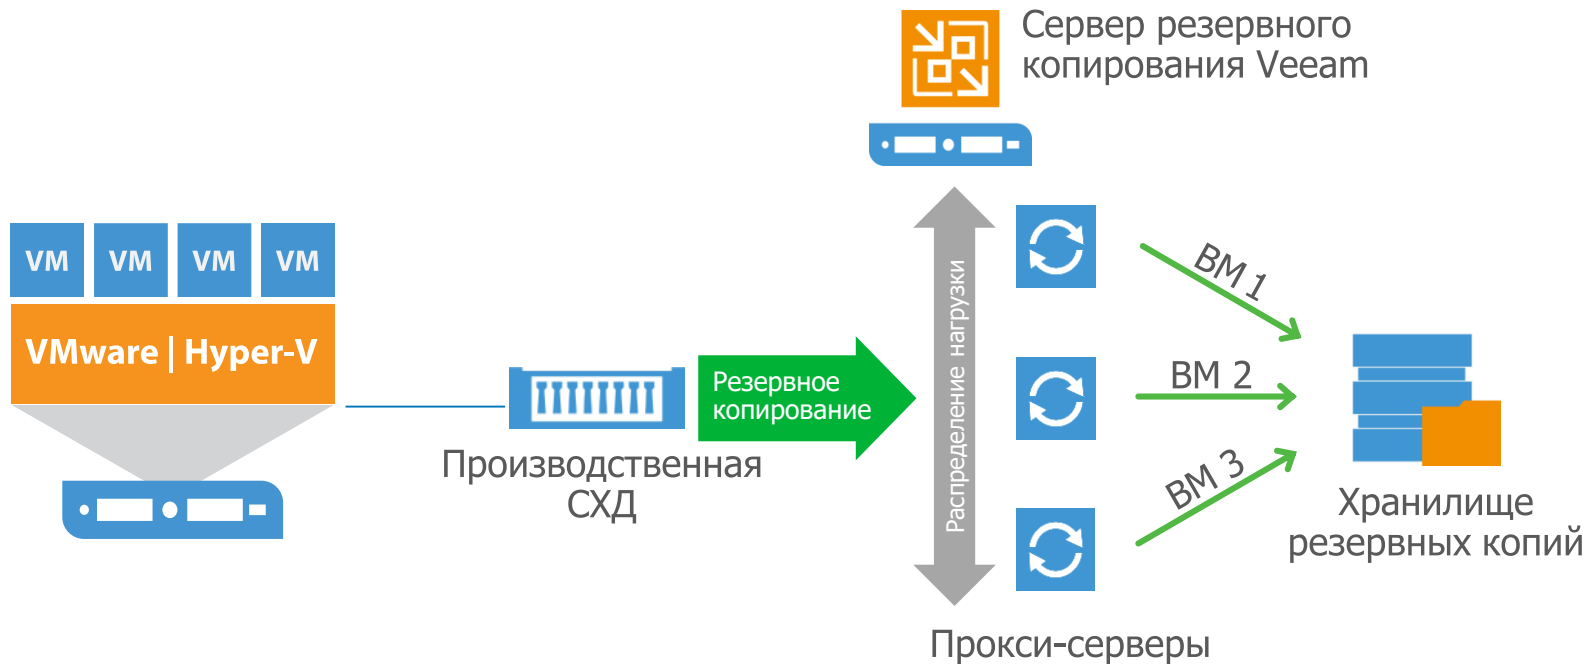 Сервер резервного
копирования Veeam
VM VM VM VM
VMware | Hyper-V
Производственная
СХД
Резервное
копирование
Распределение нагрузки
ВМ 1
ВМ 2
ВМ 3
Хранилище
резервных копий
Прокси-серверы